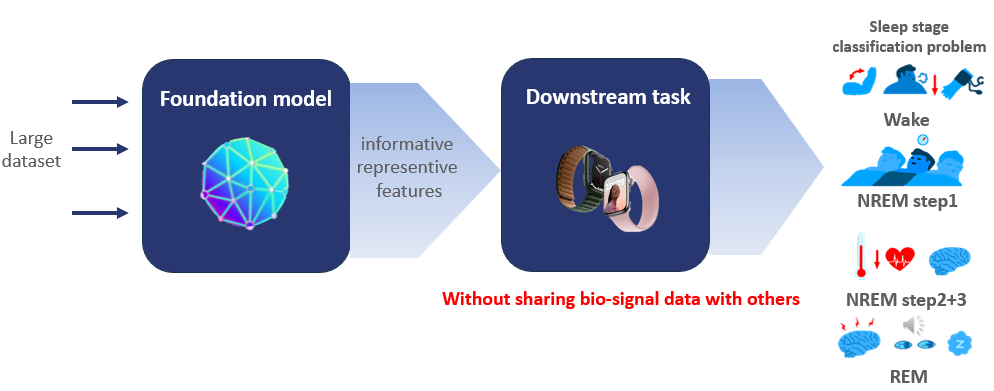 Large
dataset
Foundation model
informative
representive
features
Downstream task
Without sharing bio-signal data with others
Sleep stage
classification problem
Wake
NREM step1
NREM step2+3
z
REM